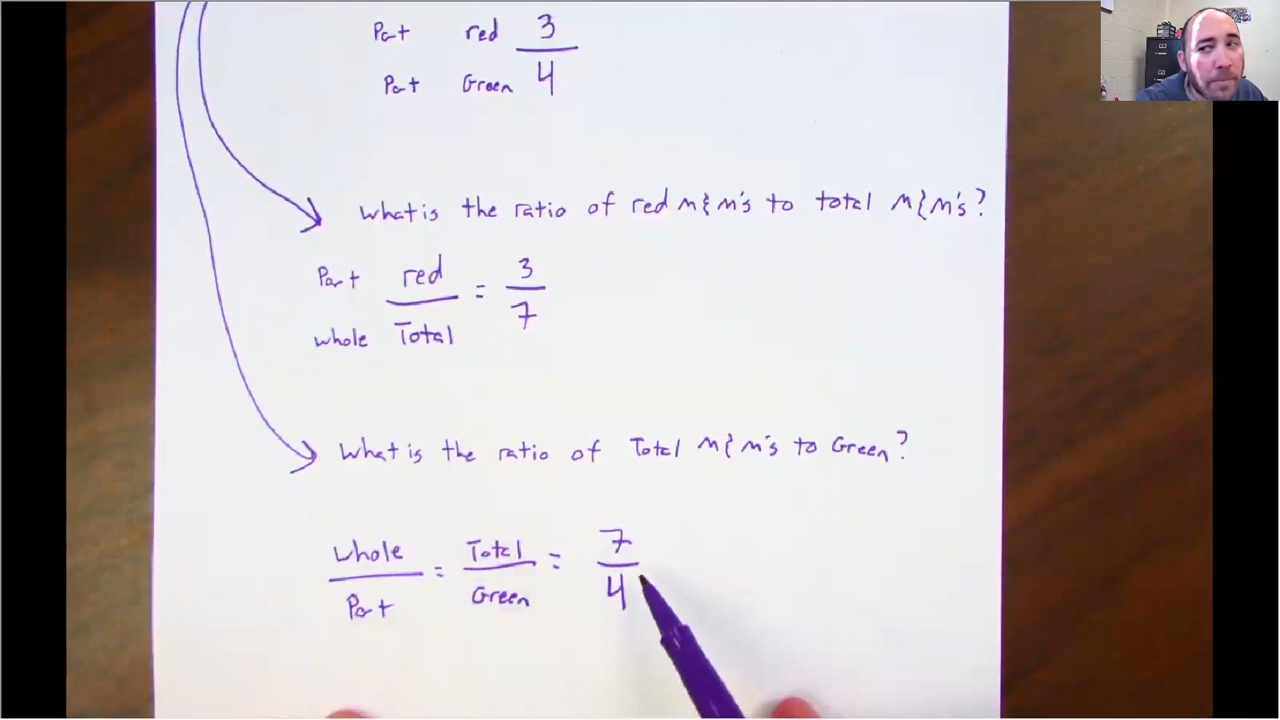 Part red 3
Part Green 4
What is the ratio of red M&M's to total M&M's?
Part red = 3
whole Total 7
What is the ratio of Total M&M's to Green?
Whole = Total = 7
Part Green 4